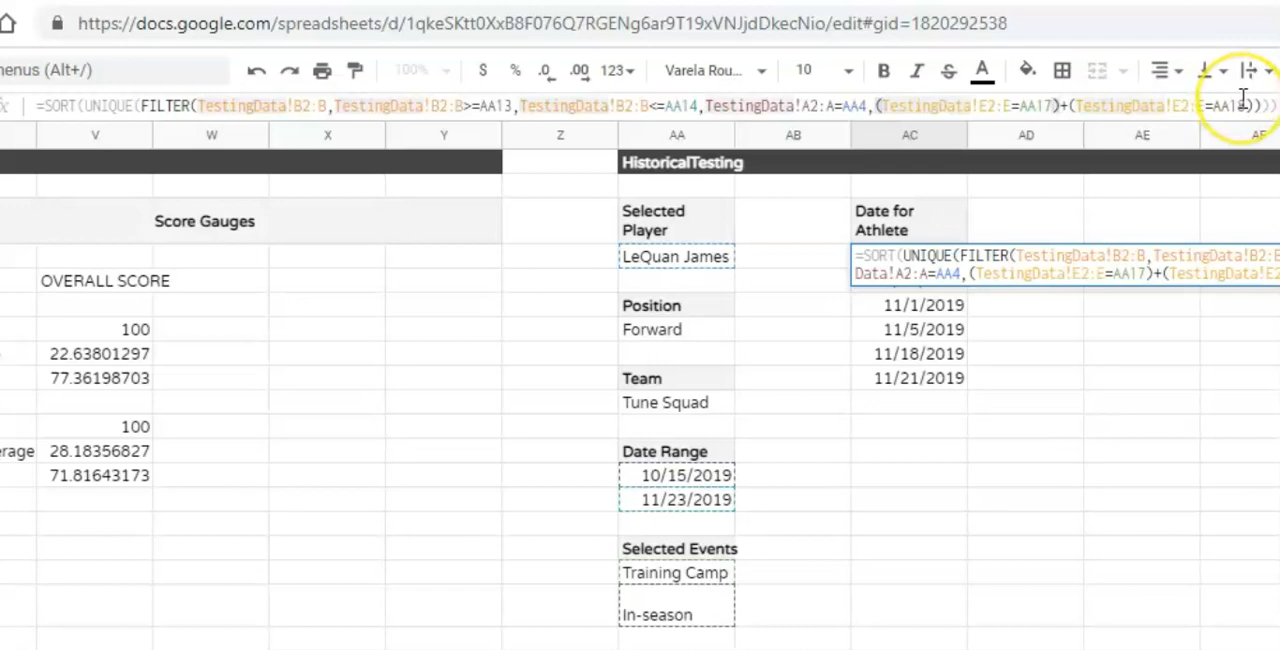 https://docs.google.com/spreadsheets/d/1qkeSKtt0XxB8F076Q7RGENg6ar9T19xVNJjdDkecNio/edit#gid=1820292538
menus (Alt+/) 100% $ % .0 .00 123 Varela Rou... 10 B I S A
=SORT(UNIQUE(FILTER(TestingData!B2:B,TestingData!B2:B>=AA13,TestingData!B2:B<=AA14,TestingData!A2:A=AA4,(TestingData!E2:E=AA17)+(TestingData!E2:E=AA18))))
V W X Y Z AA AB AC AD AE AF
HistoricalTesting
Score Gauges
Selected
Player
Date for
Athlete
LeQuan James
=SORT(UNIQUE(FILTER(TestingData!B2:B,TestingData!B2:B
Data!A2:A=AA4,(TestingData!E2:E=AA17)+(TestingData!E2
OVERALL SCORE
Position 11/1/2019
100 Forward 11/5/2019
22.63801297 11/18/2019
77.36198703 Team 11/21/2019
Tune Squad
100
erage 28.18356827 Date Range
71.81643173 10/15/2019
11/23/2019
Selected Events
Training Camp
In-season